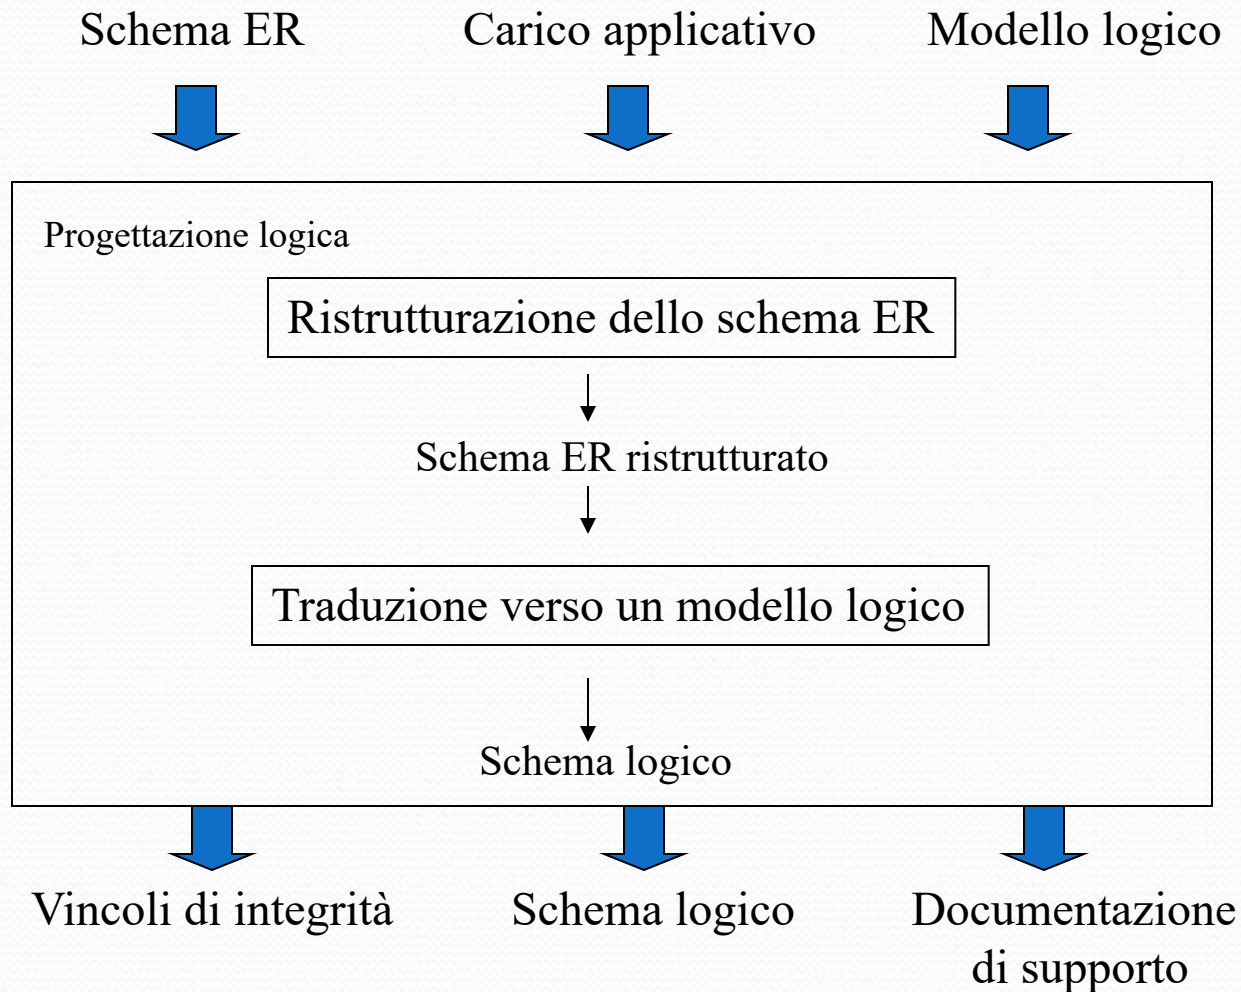 Schema ER
Carico applicativo
Modello logico
Progettazione logica
Ristrutturazione dello schema ER
Schema ER ristrutturato
Traduzione verso un modello logico
Schema logico
Vincoli di integrità
Schema logico
Documentazione
di supporto